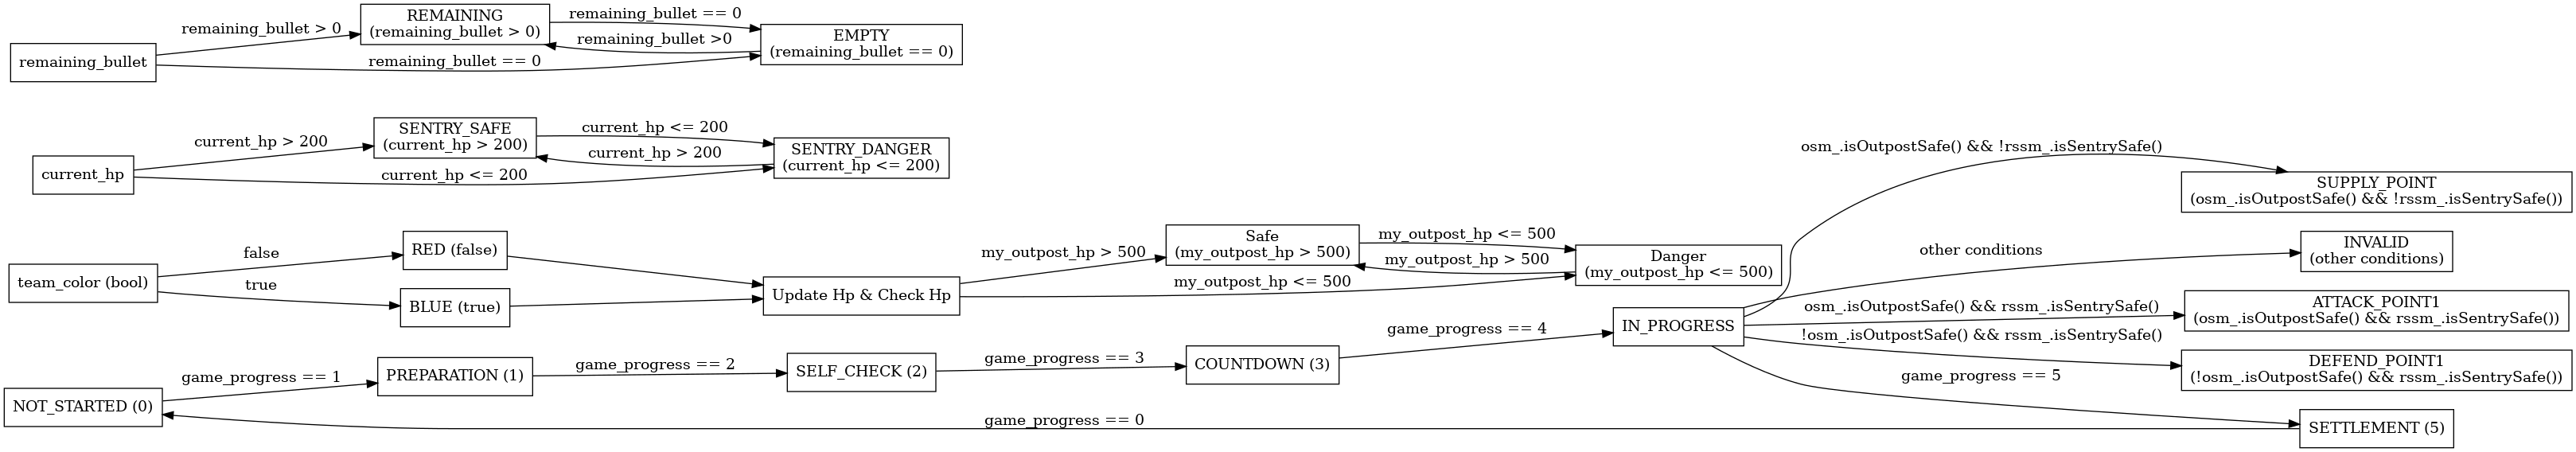 remaining_bullet
remaining_bullet > 0
REMAINING
(remaining_bullet > 0)
remaining_bullet == 0
remaining_bullet >0
remaining_bullet == 0
EMPTY
(remaining_bullet == 0)
current_hp
current_hp > 200
SENTRY_SAFE
(current_hp > 200)
current_hp <= 200
current_hp > 200
current_hp <= 200
SENTRY_DANGER
(current_hp <= 200)
team_color (bool)
false
true
RED (false)
BLUE (true)
Update Hp & Check Hp
my_outpost_hp > 500
my_outpost_hp <= 500
Safe
(my_outpost_hp > 500)
my_outpost_hp <= 500
my_outpost_hp > 500
Danger
(my_outpost_hp <= 500)
NOT_STARTED (0)
game_progress == 1
PREPARATION (1)
game_progress == 2
SELF_CHECK (2)
game_progress == 3
COUNTDOWN (3)
game_progress == 4
IN_PROGRESS
osm_.isOutpostSafe() && !rssm_.isSentrySafe()
SUPPLY_POINT
(osm_.isOutpostSafe() && !rssm_.isSentrySafe())
other conditions
INVALID
(other conditions)
osm_.isOutpostSafe() && rssm_.isSentrySafe()
ATTACK_POINT1
(osm_.isOutpostSafe() && rssm_.isSentrySafe())
!osm_.isOutpostSafe() && rssm_.isSentrySafe()
DEFEND_POINT1
(!osm_.isOutpostSafe() && rssm_.isSentrySafe())
game_progress == 5
SETTLEMENT (5)
game_progress == 0